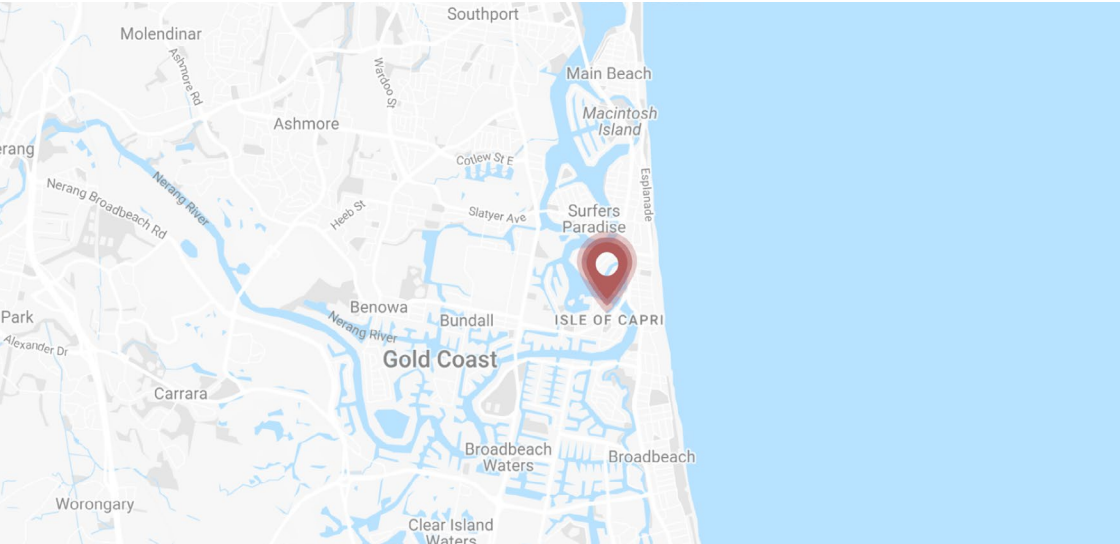 Southport
Molendinar
Ashmore Rd
Wardoo St
Main Beach
Macintosh
Island
Ashmore
erang
Cotlew St E
Nerang Broadbeach Rd
Nerang River
Esplanade
Heeb St
Slatyer Ave
Surfers
Paradise
Benowa
Park
Bundall
ISLE OF CAPRI
Nerang River
Alexander Dr
Gold Coast
Carrara
Broadbeach
Waters
Broadbeach
Worongary
Clear Island
Waters